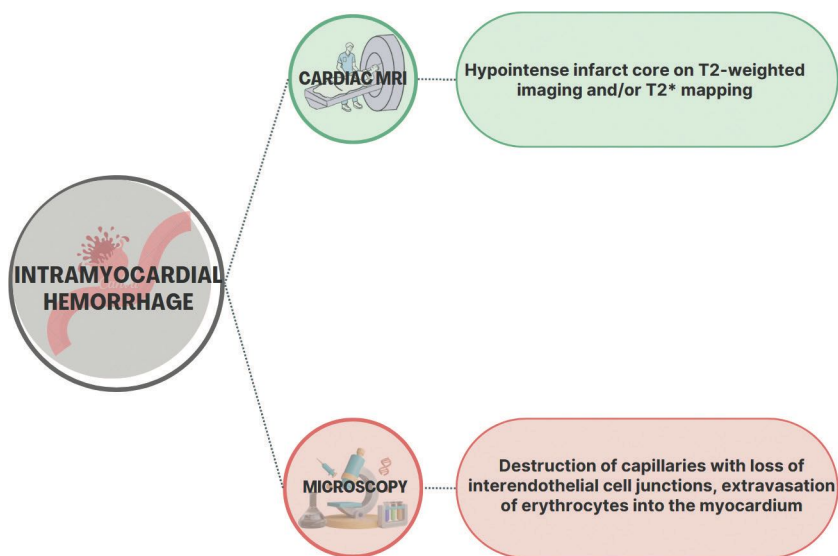 CARDIAC MRI
Hypointense infarct core on T2-weighted
imaging and/or T2* mapping
INTRAMYOCARDIAL
HEMORRHAGE
MICROSCOPY
Destruction of capillaries with loss of
interendothelial cell junctions, extravasation
of erythrocytes into the myocardium